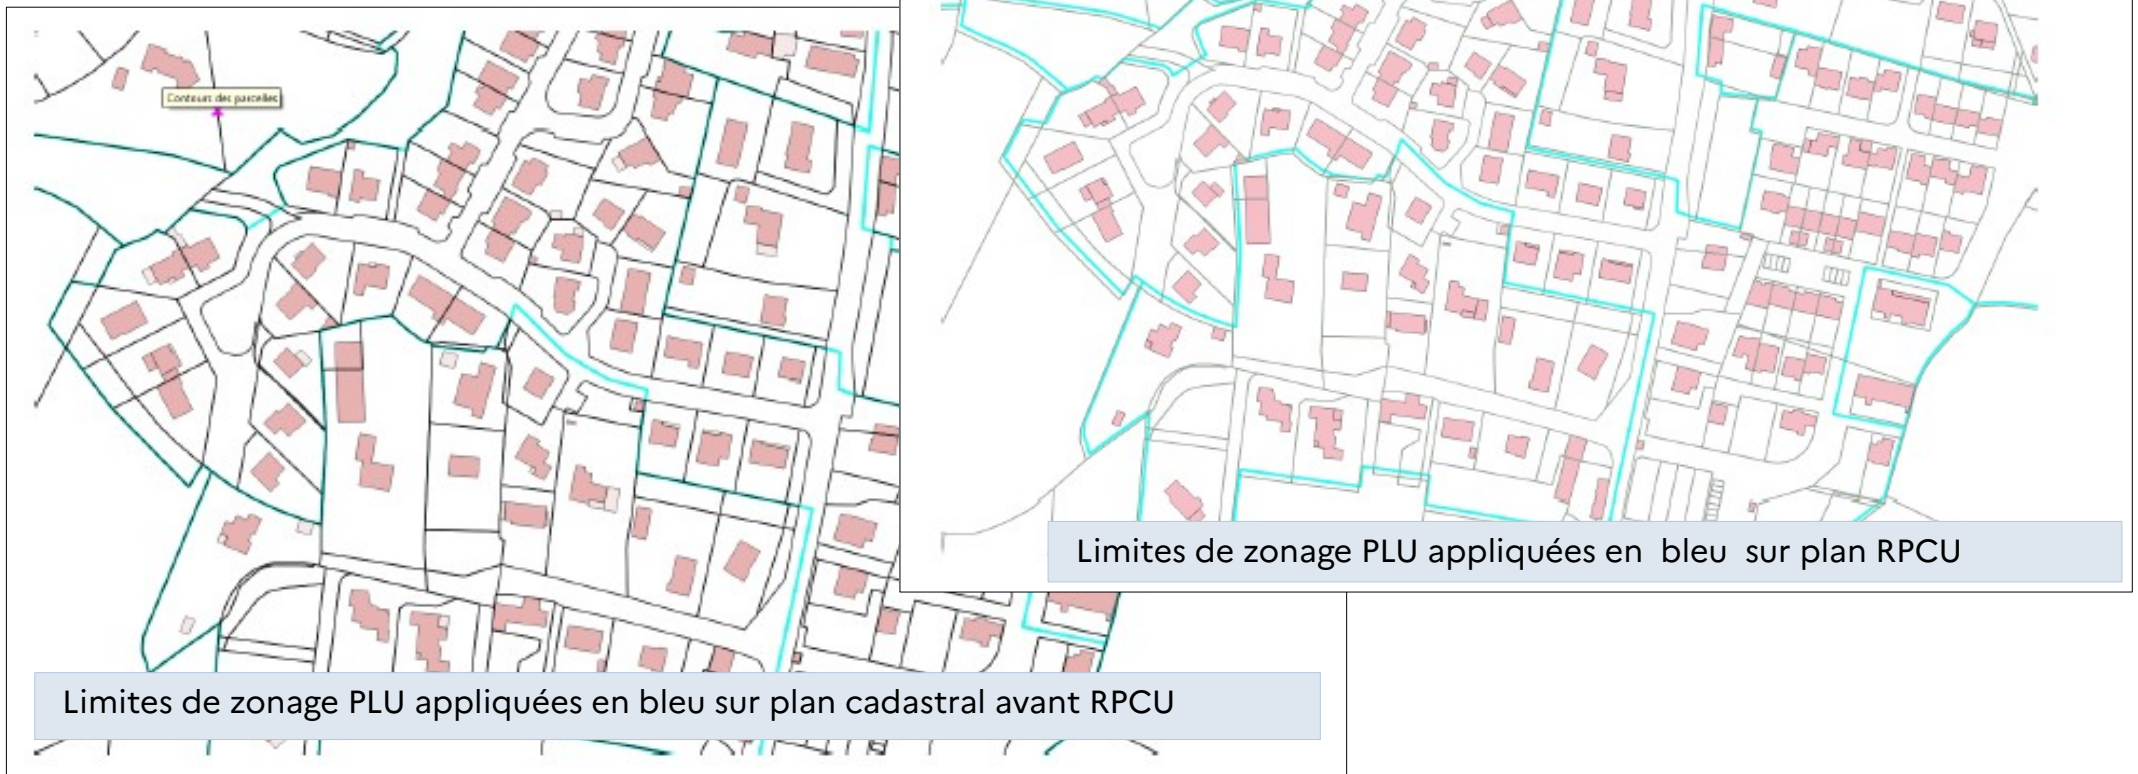 Contours des parcelles
Limites de zonage PLU appliquées en bleu sur plan RPCU
Limites de zonage PLU appliquées en bleu sur plan cadastral avant RPCU